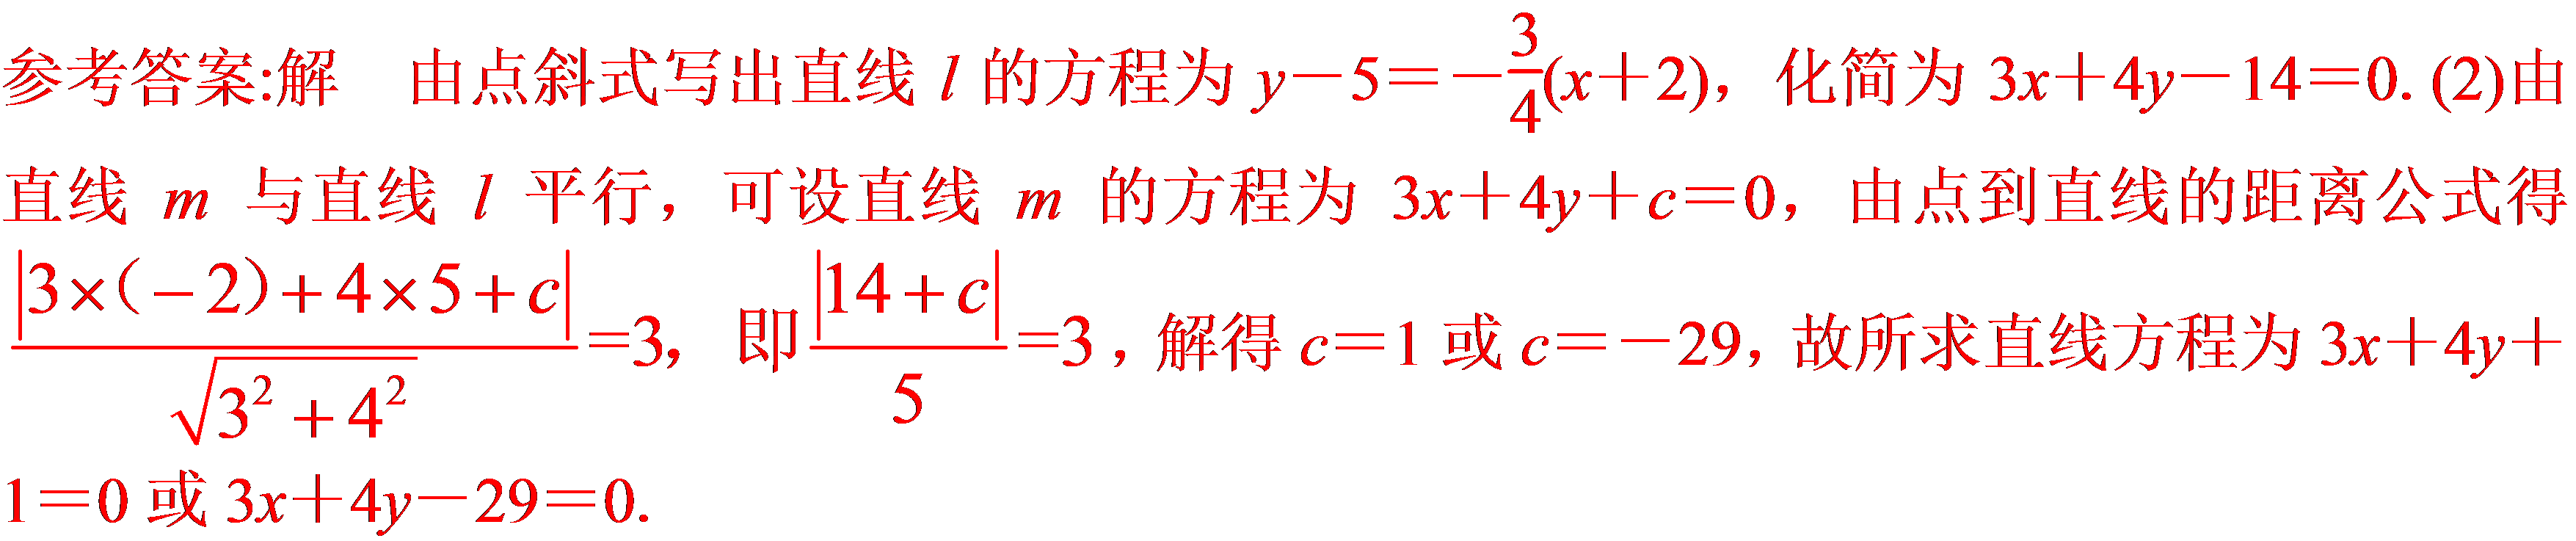 参考答案:解　由点斜式写出直线 l 的方程为 y－5＝－\frac{3}{4}(x＋2)，化简为 3x＋4y－14＝0. (2)由
直线 m 与直线 l 平行，可设直线 m 的方程为 3x＋4y＋c＝0，由点到直线的距离公式得
\frac{|3×(－2)＋4×5＋c|}{\sqrt{3^2＋4^2}}＝3，即\frac{|14＋c|}{5}＝3，解得 c＝1 或 c＝－29，故所求直线方程为 3x＋4y＋
1＝0 或 3x＋4y－29＝0.